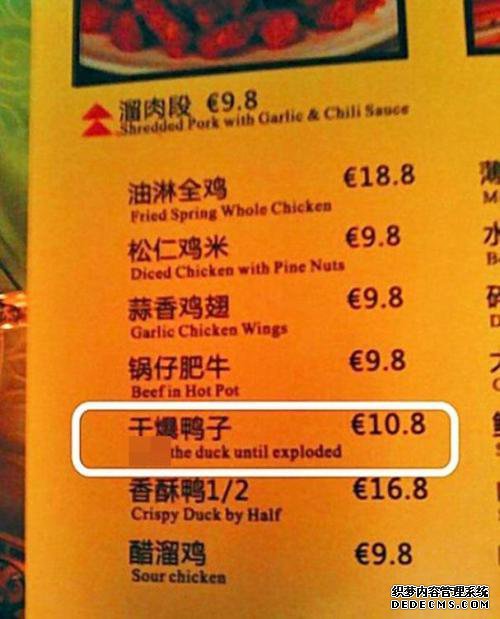 溜肉段 €9.8
Shredded Pork with Garlic & Chili Sauce
油淋全鸡 €18.8
Fried Spring Whole Chicken
松仁鸡米 €9.8
Diced Chicken with Pine Nuts
蒜香鸡翅 €9.8
Garlic Chicken Wings
锅仔肥牛 €9.8
Beef in Hot Pot
干爆鸭子 €10.8
the duck until exploded
香酥鸭1/2 €16.8
Crispy Duck by Half
醋溜鸡 €9.8
Sour chicken
织梦内容管理系统
DEDECMS.COM